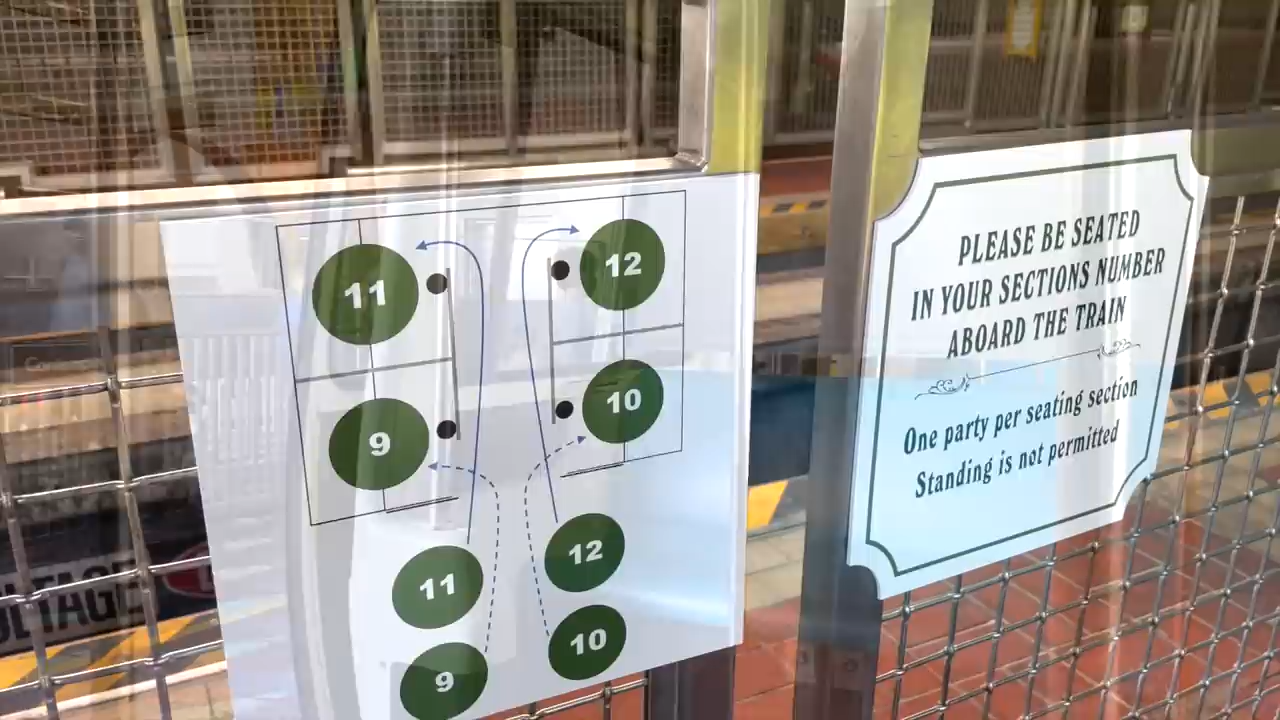 11
12
9
10
11
12
9
10
PLEASE BE SEATED
IN YOUR SECTIONS NUMBER
ABOARD THE TRAIN
One party per seating section
Standing is not permitted